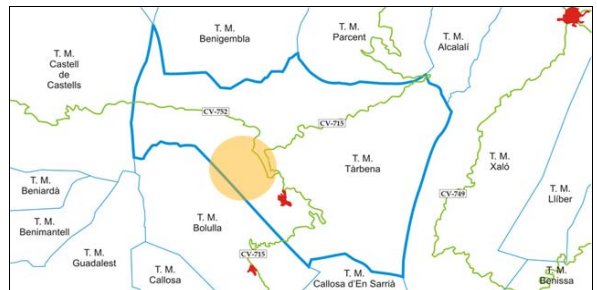 T. M.
Benigembla
T. M.
Parcent
T. M.
Alcalalí
T. M.
Castell
de
Castells
CV-752
CV-715
T. M.
Tàrbena
T. M.
Xaló
T. M.
Beniardà
T. M.
Llíber
CV-749
T. M.
Benimantell
T. M.
Bolulla
T. M.
Guadalest
CV-715
T. M.
Callosa
T. M.
Callosa d'En Sarrià
T. M.
Benissa